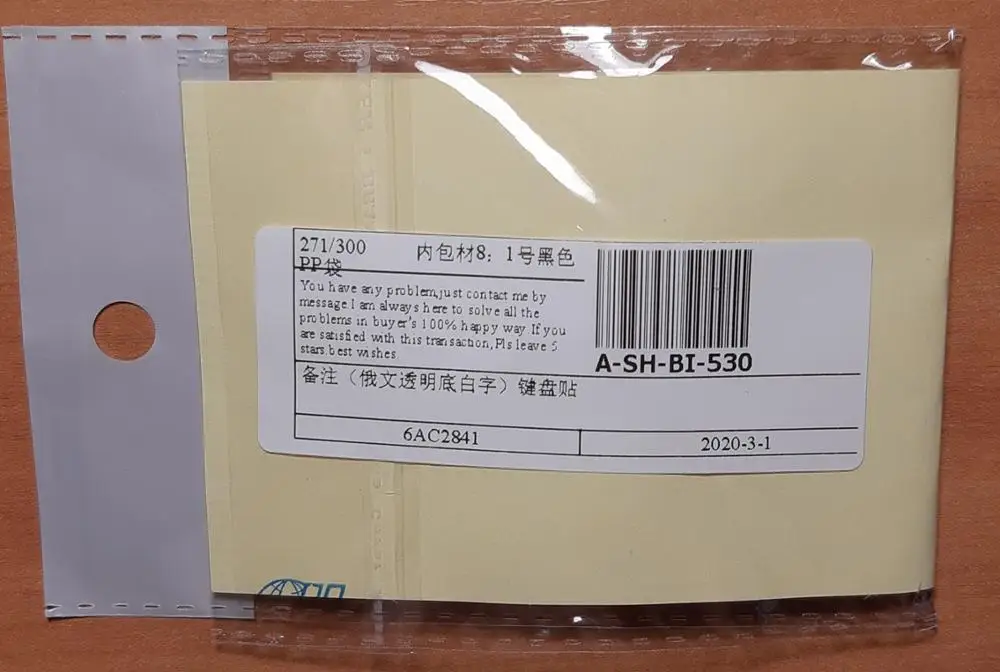 271/300 内包材8：1号黑色
PP袋
You have any problem,just contact me by
message.I am always here to solve all the
problems in buyer's 100% happy way.If you
are satisfied with this transaction,Pls leave 5
stars.best wishes
A-SH-BI-530
备注（俄文透明底白字）键盘贴
6AC2841 2020-3-1